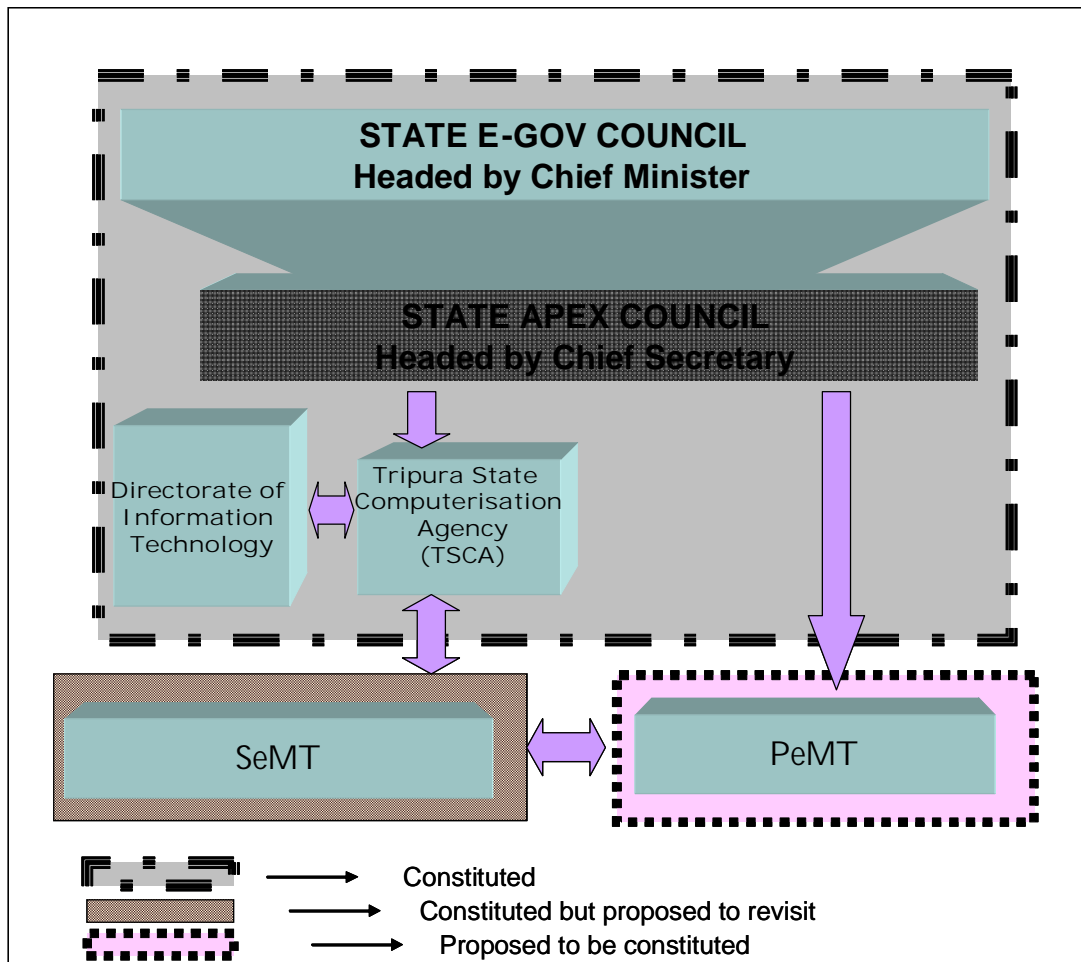 STATE E-GOV COUNCIL
Headed by Chief Minister
STATE APEX COUNCIL
Headed by Chief Secretary
Directorate of
Information
Technology
Tripura State
Computerisation
Agency
(TSCA)
SeMT
PeMT
Constituted
Constituted but proposed to revisit
Proposed to be constituted